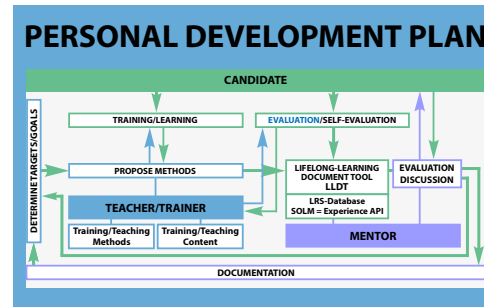 PERSONAL DEVELOPMENT PLAN
CANDIDATE
DETERMINE TARGETS/GOALS
TRAINING/LEARNING
EVALUATION/SELF-EVALUATION
PROPOSE METHODS
LIFELONG-LEARNING
DOCUMENT TOOL
LLDT
EVALUATION
DISCUSSION
LRS-Database
SOLM = Experience API
TEACHER/TRAINER
Training/Teaching
Methods
Training/Teaching
Content
MENTOR
DOCUMENTATION